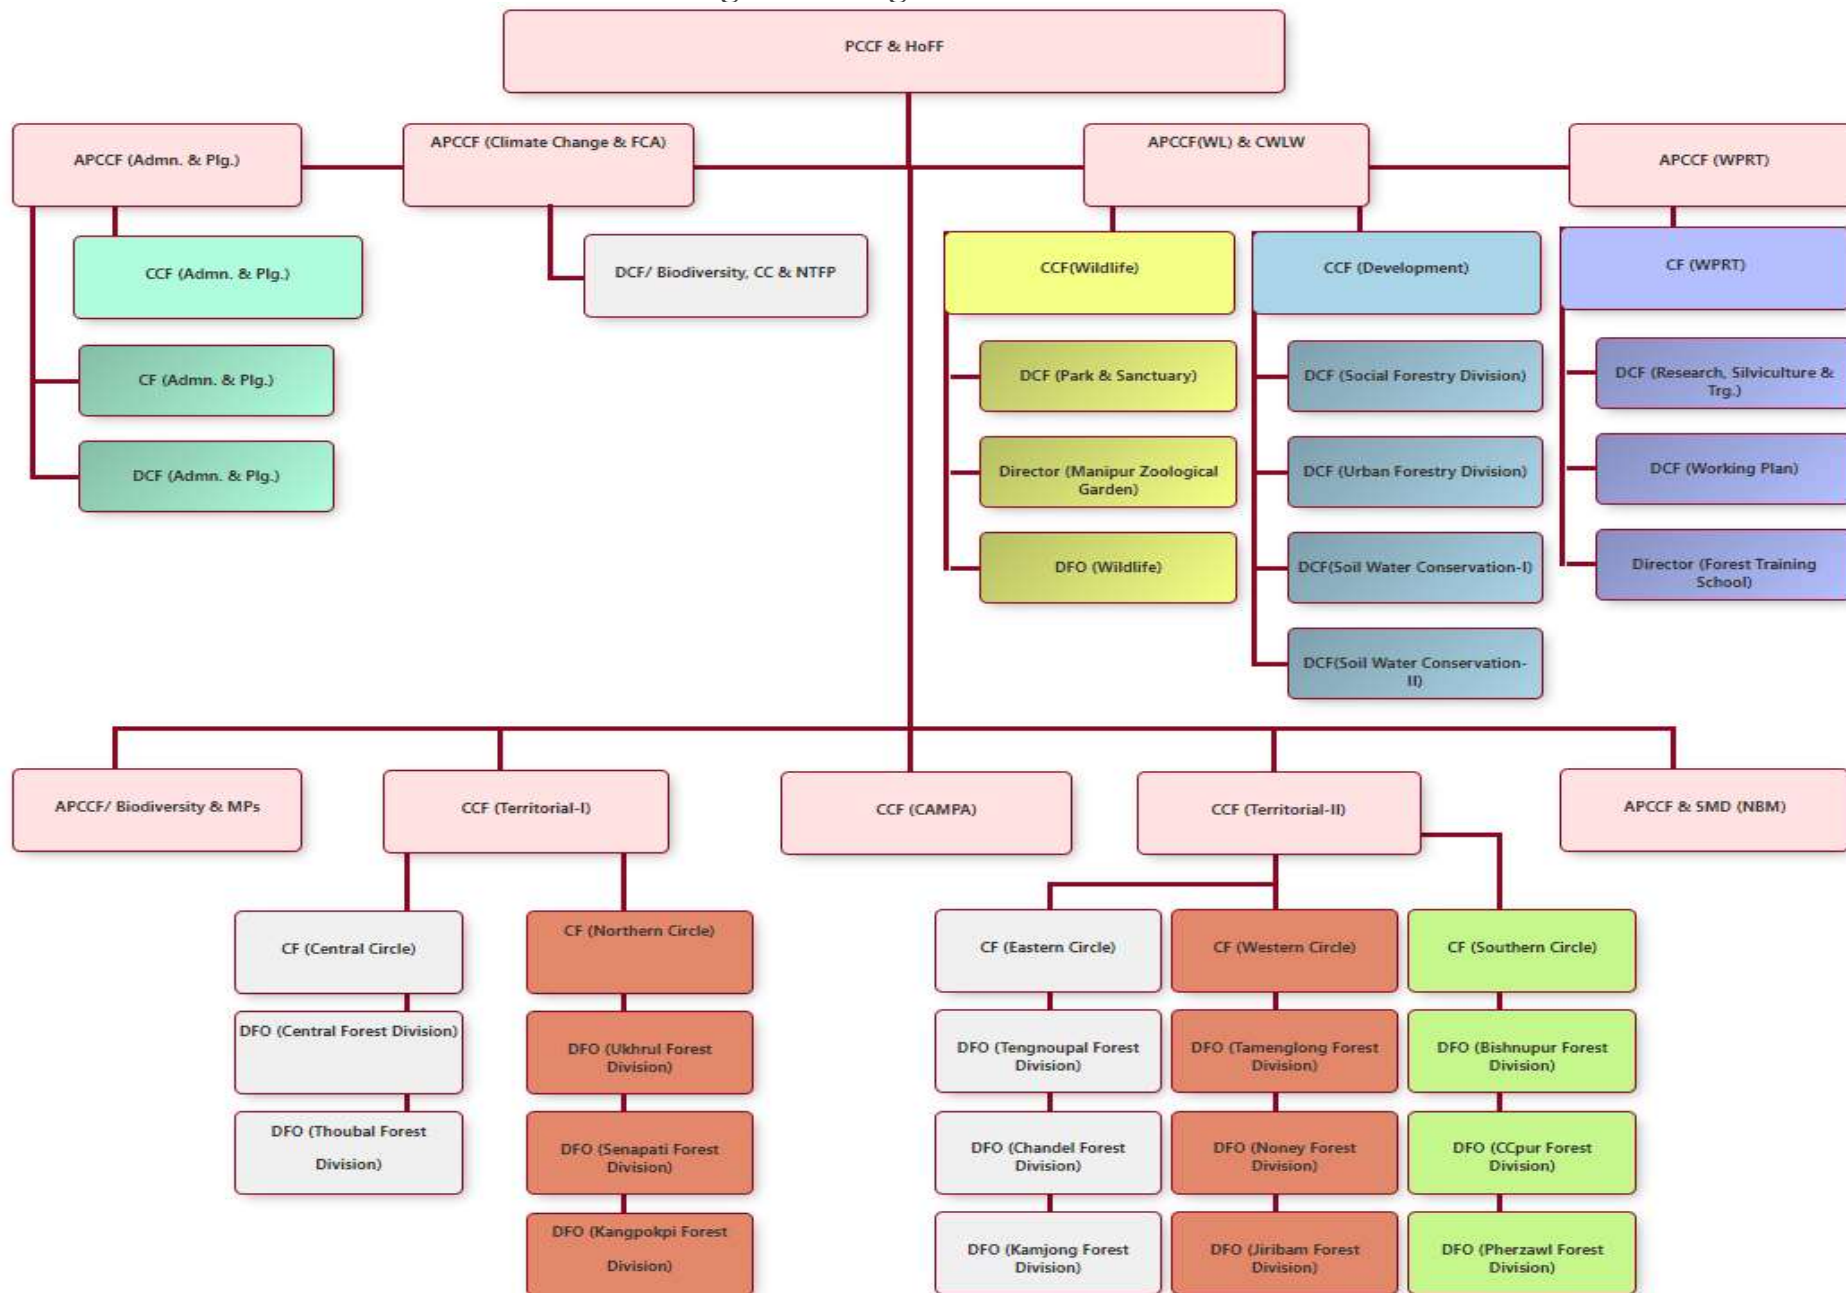 PCCF & HoFF
APCCF (Admn. & Plg.)
APCCF (Climate Change & FCA)
APCCF(WL) & CWLW
APCCF (WPRT)
CCF (Admn. & Plg.)
DCF/ Biodiversity, CC & NTFP
CCF(Wildlife)
CCF (Development)
CF (WPRT)
CF (Admn. & Plg.)
DCF (Park & Sanctuary)
DCF (Social Forestry Division)
DCF (Research, Silviculture &
Trg.)
DCF (Admn. & Plg.)
Director (Manipur Zoological
Garden)
DCF (Urban Forestry Division)
DCF (Working Plan)
DFO (Wildlife)
DCF(Soil Water Conservation-I)
Director (Forest Training
School)
DCF(Soil Water Conservation-
II)
APCCF/ Biodiversity & MPs
CCF (Territorial-I)
CCF (CAMPA)
CCF (Territorial-II)
APCCF & SMD (NBM)
CF (Central Circle)
CF (Northern Circle)
CF (Eastern Circle)
CF (Western Circle)
CF (Southern Circle)
DFO (Central Forest Division)
DFO (Ukhrul Forest
Division)
DFO (Tengnoupal Forest
Division)
DFO (Tamenglong Forest
Division)
DFO (Bishnupur Forest
Division)
DFO (Thoubal Forest
Division)
DFO (Senapati Forest
Division)
DFO (Chandel Forest
Division)
DFO (Noney Forest
Division)
DFO (CCpur Forest
Division)
DFO (Kangpokpi Forest
Division)
DFO (Kamjong Forest
Division)
DFO (Jiribam Forest
Division)
DFO (Pherzawl Forest
Division)